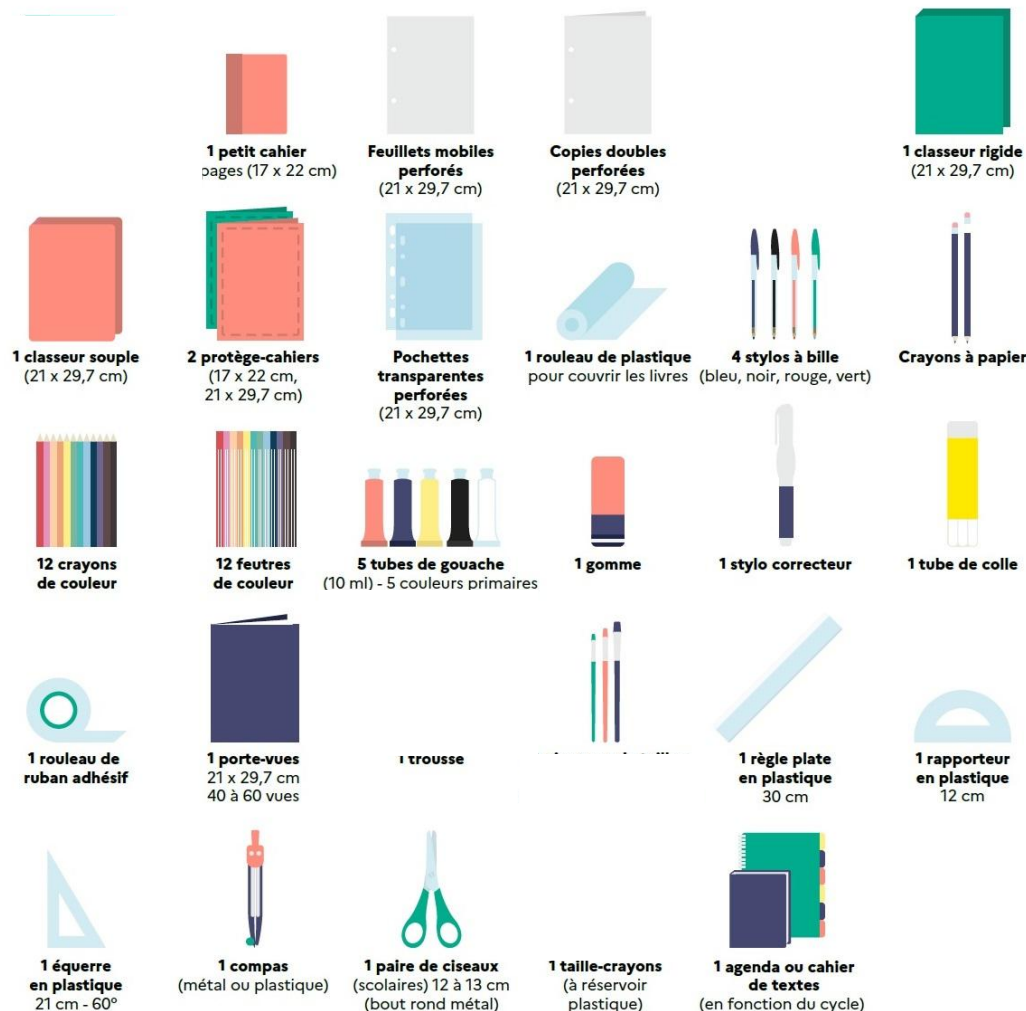 1 petit cahier
pages (17 x 22 cm)
Feuillets mobiles
perforés
(21 x 29,7 cm)
Copies doubles
perforées
(21 x 29,7 cm)
1 classeur rigide
(21 x 29,7 cm)
1 classeur souple
(21 x 29,7 cm)
2 protège-cahiers
(17 x 22 cm,
21 x 29,7 cm)
Pochettes
transparentes
perforées
(21 x 29,7 cm)
1 rouleau de plastique
pour couvrir les livres
4 stylos à bille
(bleu, noir, rouge, vert)
Crayons à papier
12 crayons
de couleur
12 feutres
de couleur
5 tubes de gouache
(10 ml) - 5 couleurs primaires
1 gomme
1 stylo correcteur
1 tube de colle
1 rouleau de
ruban adhésif
1 porte-vues
21 x 29,7 cm
40 à 60 vues
1 trousse
1 règle plate
en plastique
30 cm
1 rapporteur
en plastique
12 cm
1 équerre
en plastique
21 cm - 60°
1 compas
(métal ou plastique)
1 paire de ciseaux
(scolaires) 12 à 13 cm
(bout rond métal)
1 taille-crayons
(à réservoir
plastique)
1 agenda ou cahier
de textes
(en fonction du cycle)